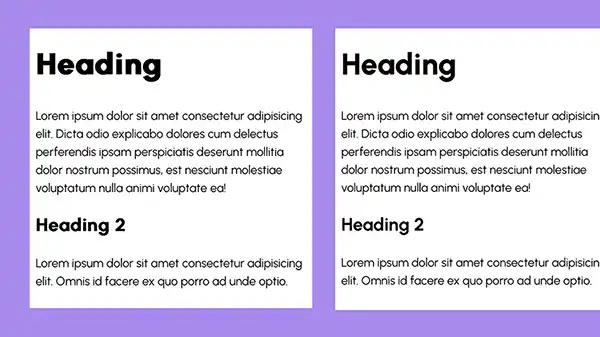 Heading
Lorem ipsum dolor sit amet consectetur adipisicing
elit. Dicta odio explicabo dolores cum delectus
perferendis ipsam perspiciatis deserunt mollitia
dolor nostrum possimus, est nesciunt molestiae
voluptatum nulla animi voluptate ea!
Heading 2
Lorem ipsum dolor sit amet consectetur adipisicing
elit. Omnis id facere ex quo porro ad unde optio.
Heading
Lorem ipsum dolor sit amet consectetur adipisicin
elit. Dicta odio explicabo dolores cum delectus
perferendis ipsam perspiciatis deserunt mollitia
dolor nostrum possimus, est nesciunt molestiae
voluptatum nulla animi voluptate ea!
Heading 2
Lorem ipsum dolor sit amet consectetur adipisicin
elit. Omnis id facere ex quo porro ad unde optio.